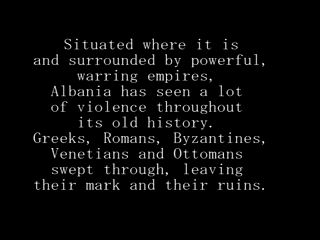 Situated where it is
and surrounded by powerful,
warring empires,
Albania has seen a lot
of violence throughout
its old history.
Greeks, Romans, Byzantines,
Venetians and Ottomans
swept through, leaving
their mark and their ruins.